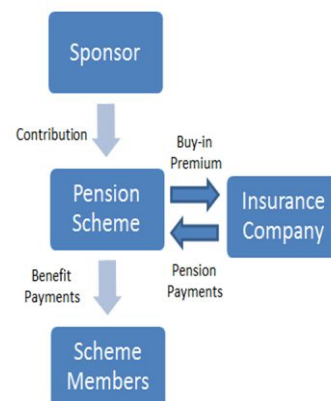 Sponsor
Contribution
Buy-in
Premium
Pension
Scheme
Insurance
Company
Benefit
Payments
Pension
Payments
Scheme
Members